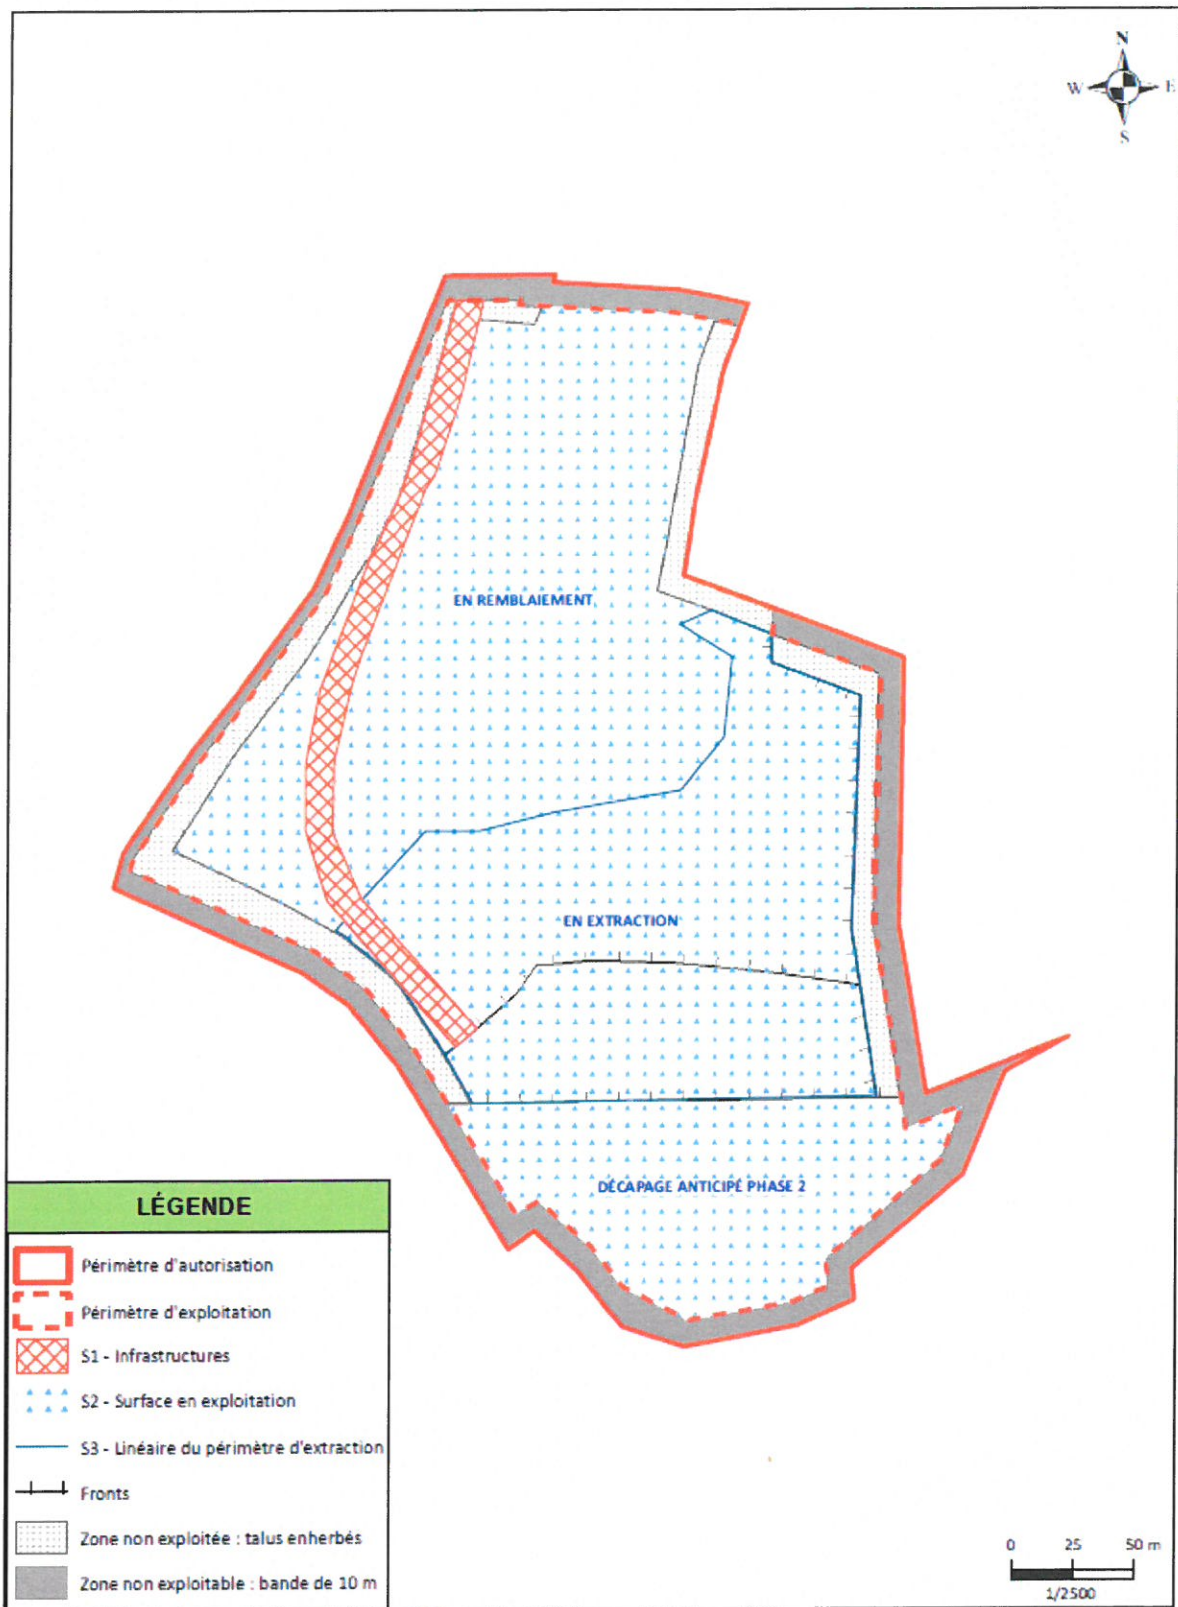 N
W E
S
EN REMBLAIEMENT
EN EXTRACTION
DÉCAPAGE ANTICIPÉ PHASE 2
LÉGENDE
Périmètre d'autorisation
Périmètre d'exploitation
S1 - Infrastructures
S2 - Surface en exploitation
S3 - Linéaire du périmètre d'extraction
Fronts
Zone non exploitée : talus enherbés
Zone non exploitable : bande de 10 m
0 25 50 m
1/2500